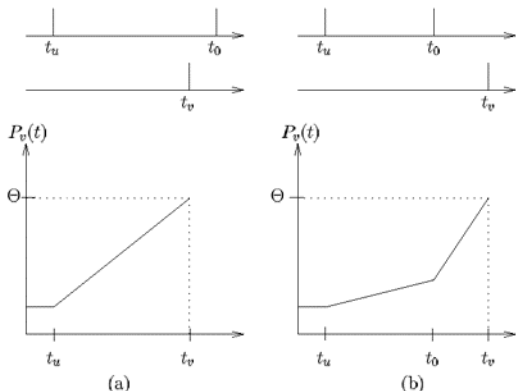 t_u t_0 t_u t_0
t_v t_v
P_v(t) P_v(t)
Θ Θ
t_u t_v t_u t_0 t_v
(a) (b)